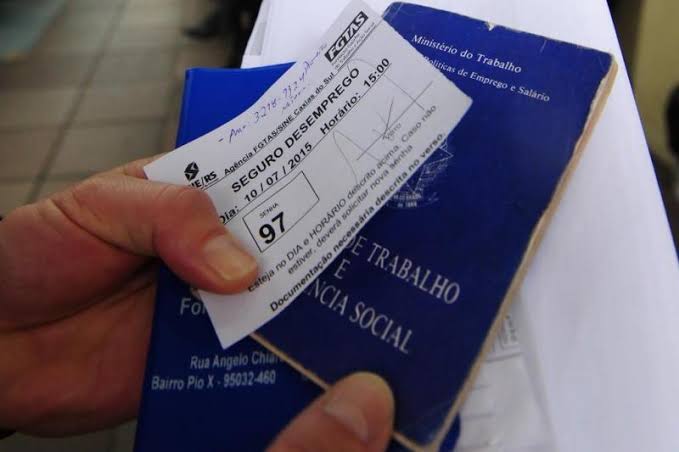 FGTAS
Agência FGTAS/SINE Caxias do Sul
SEGURO DESEMPREGO
Dia: 10/07/2015 Horário: 15:00
SENHA
97
Esteja no DIA e HORÁRIO descrito acima. Caso não
estiver, deverá solicitar nova senha
Documentação necessária descrita no verso.
Ministério do Trabalho
Políticas de Emprego e Salário
DE TRABALHO
E
SOCIAL
Rua Angelo
Bairro Pio X - 95032-460